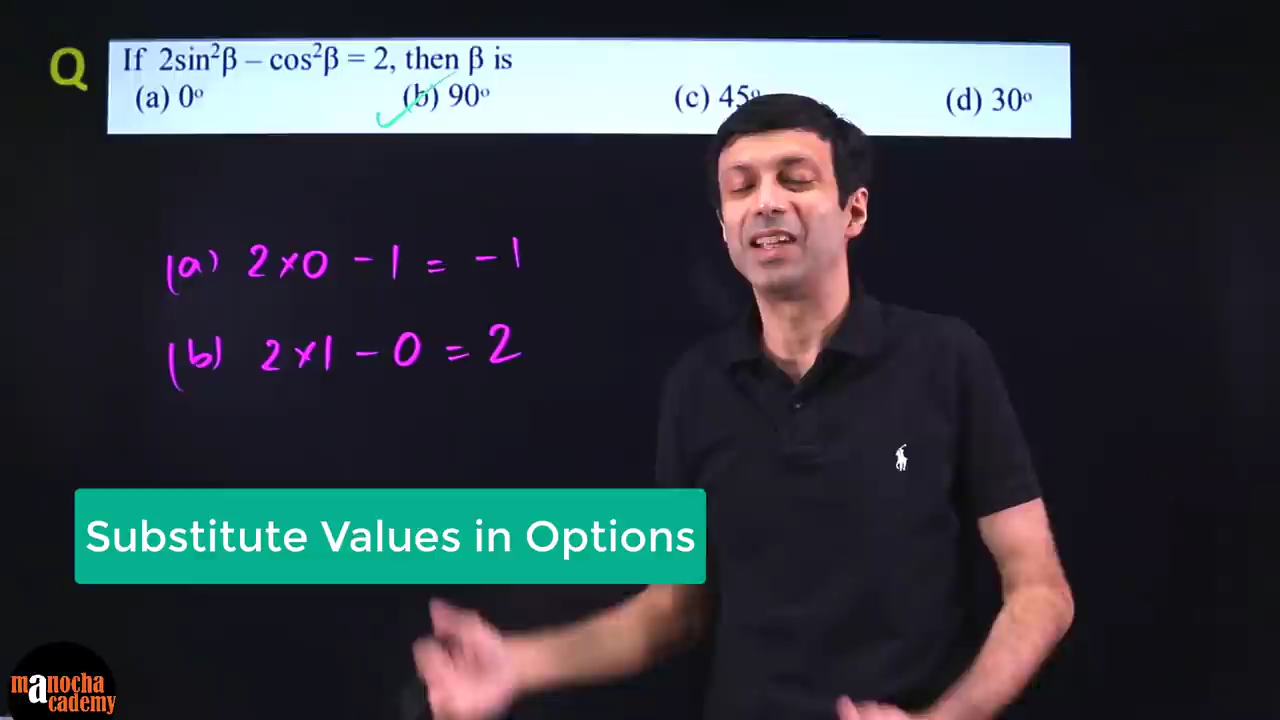 Q
If 2sin²β – cos²β = 2, then β is
(a) 0° (b) 90° (c) 45° (d) 30°
(a) 2×0 - 1 = -1
(b) 2×1 - 0 = 2
Substitute Values in Options
manocha
academy